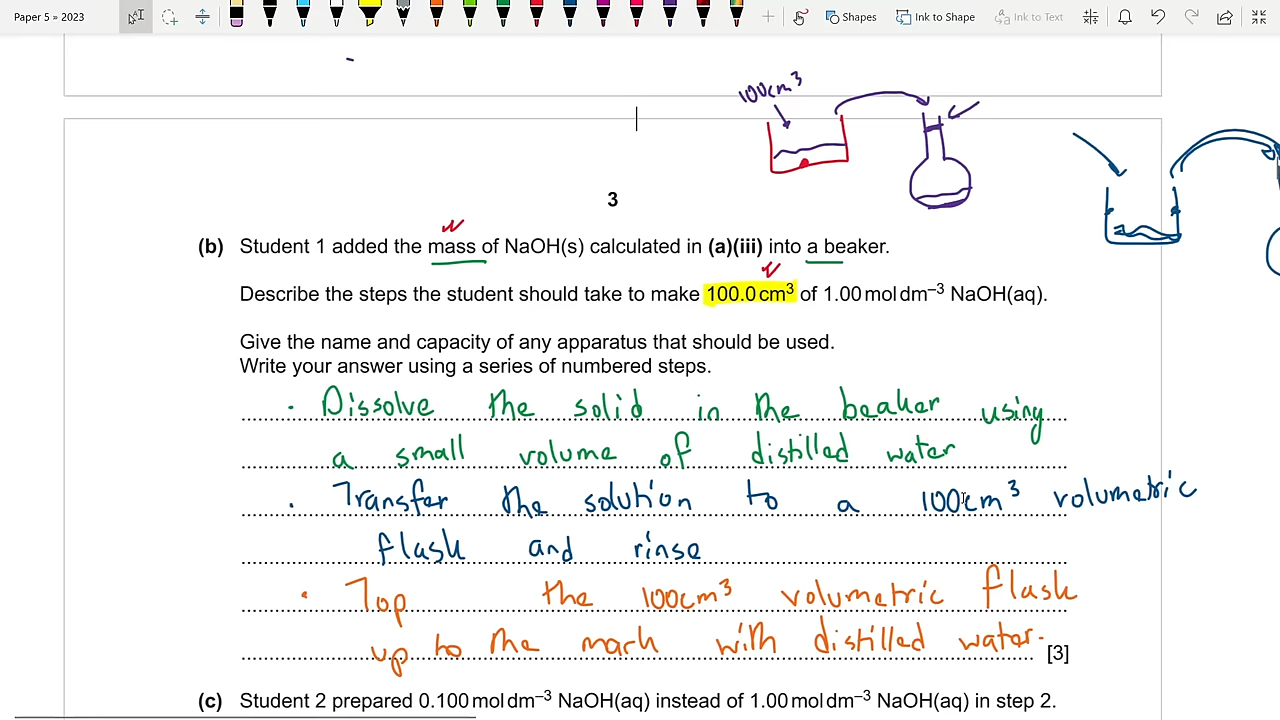 Paper 5 » 2023
Shapes
Ink to Shape
Ink to Text
100cm³
3
(b) Student 1 added the mass of NaOH(s) calculated in (a)(iii) into a beaker.
Describe the steps the student should take to make 100.0 cm³ of 1.00 mol dm⁻³ NaOH(aq).
Give the name and capacity of any apparatus that should be used.
Write your answer using a series of numbered steps.
· Dissolve the solid in the beaker using
a small volume of distilled water
· Transfer the solution to a 100cm³ volumetric
flask and rinse
· Top the 100cm³ volumetric flask
up to the mark with distilled water.
[3]
(c) Student 2 prepared 0.100 mol dm⁻³ NaOH(aq) instead of 1.00 mol dm⁻³ NaOH(aq) in step 2.